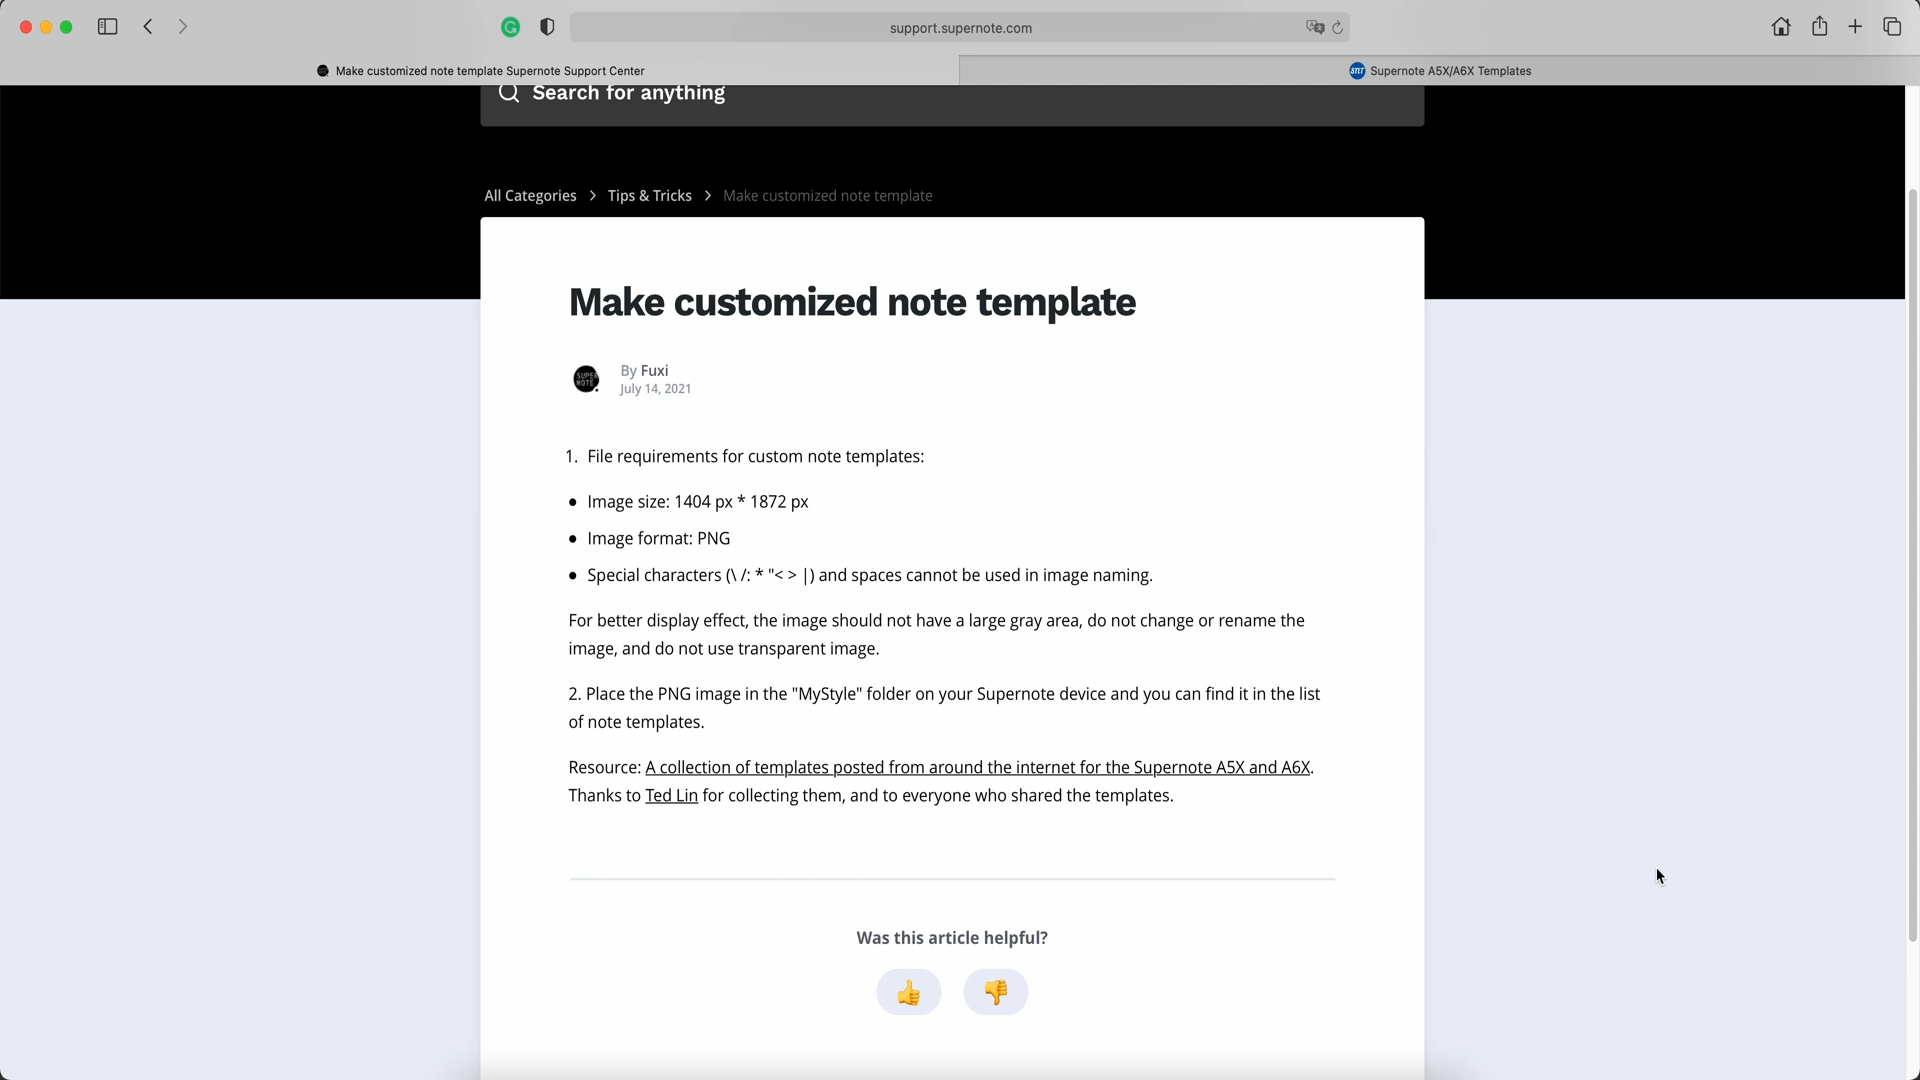 support.supernote.com
Make customized note template Supernote Support Center
snt Supernote A5X/A6X Templates
Search for anything
All Categories > Tips & Tricks > Make customized note template
Make customized note template
SUPER
NOTE
By Fuxi
July 14, 2021
1. File requirements for custom note templates:
● Image size: 1404 px * 1872 px
● Image format: PNG
● Special characters (\ /: * "< > |) and spaces cannot be used in image naming.
For better display effect, the image should not have a large gray area, do not change or rename the
image, and do not use transparent image.
2. Place the PNG image in the "MyStyle" folder on your Supernote device and you can find it in the list
of note templates.
Resource: A collection of templates posted from around the internet for the Supernote A5X and A6X.
Thanks to Ted Lin for collecting them, and to everyone who shared the templates.
Was this article helpful?